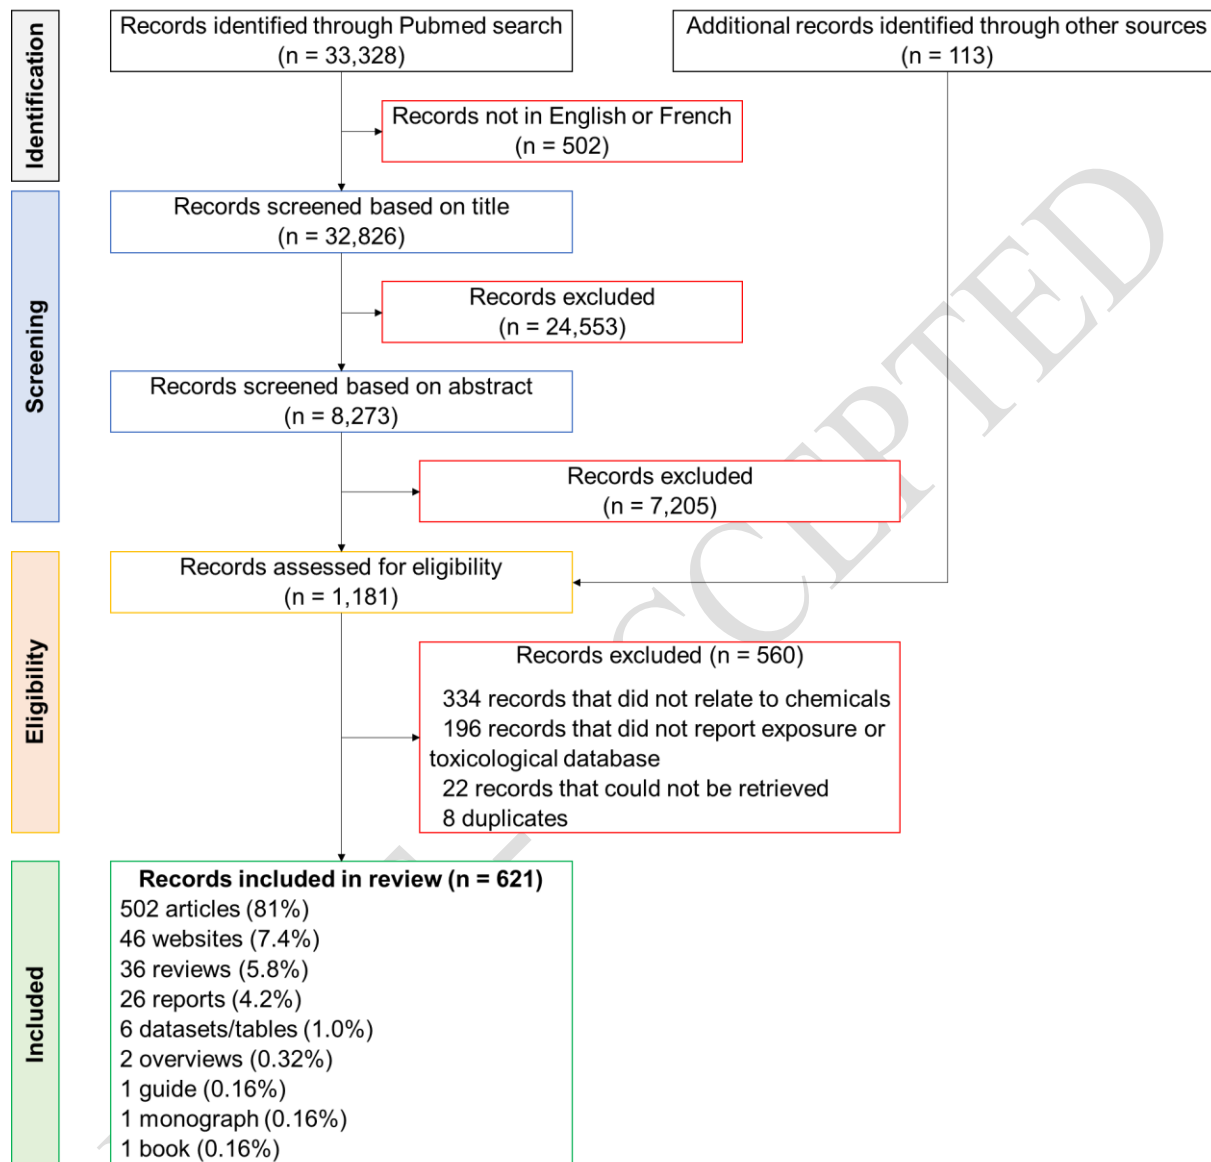 Identification
Records identified through Pubmed search
(n = 33,328)
Additional records identified through other sources
(n = 113)
Records not in English or French
(n = 502)
Screening
Records screened based on title
(n = 32,826)
Records excluded
(n = 24,553)
Records screened based on abstract
(n = 8,273)
Records excluded
(n = 7,205)
Eligibility
Records assessed for eligibility
(n = 1,181)
Records excluded (n = 560)
334 records that did not relate to chemicals
196 records that did not report exposure or
toxicological database
22 records that could not be retrieved
8 duplicates
Included
Records included in review (n = 621)
502 articles (81%)
46 websites (7.4%)
36 reviews (5.8%)
26 reports (4.2%)
6 datasets/tables (1.0%)
2 overviews (0.32%)
1 guide (0.16%)
1 monograph (0.16%)
1 book (0.16%)